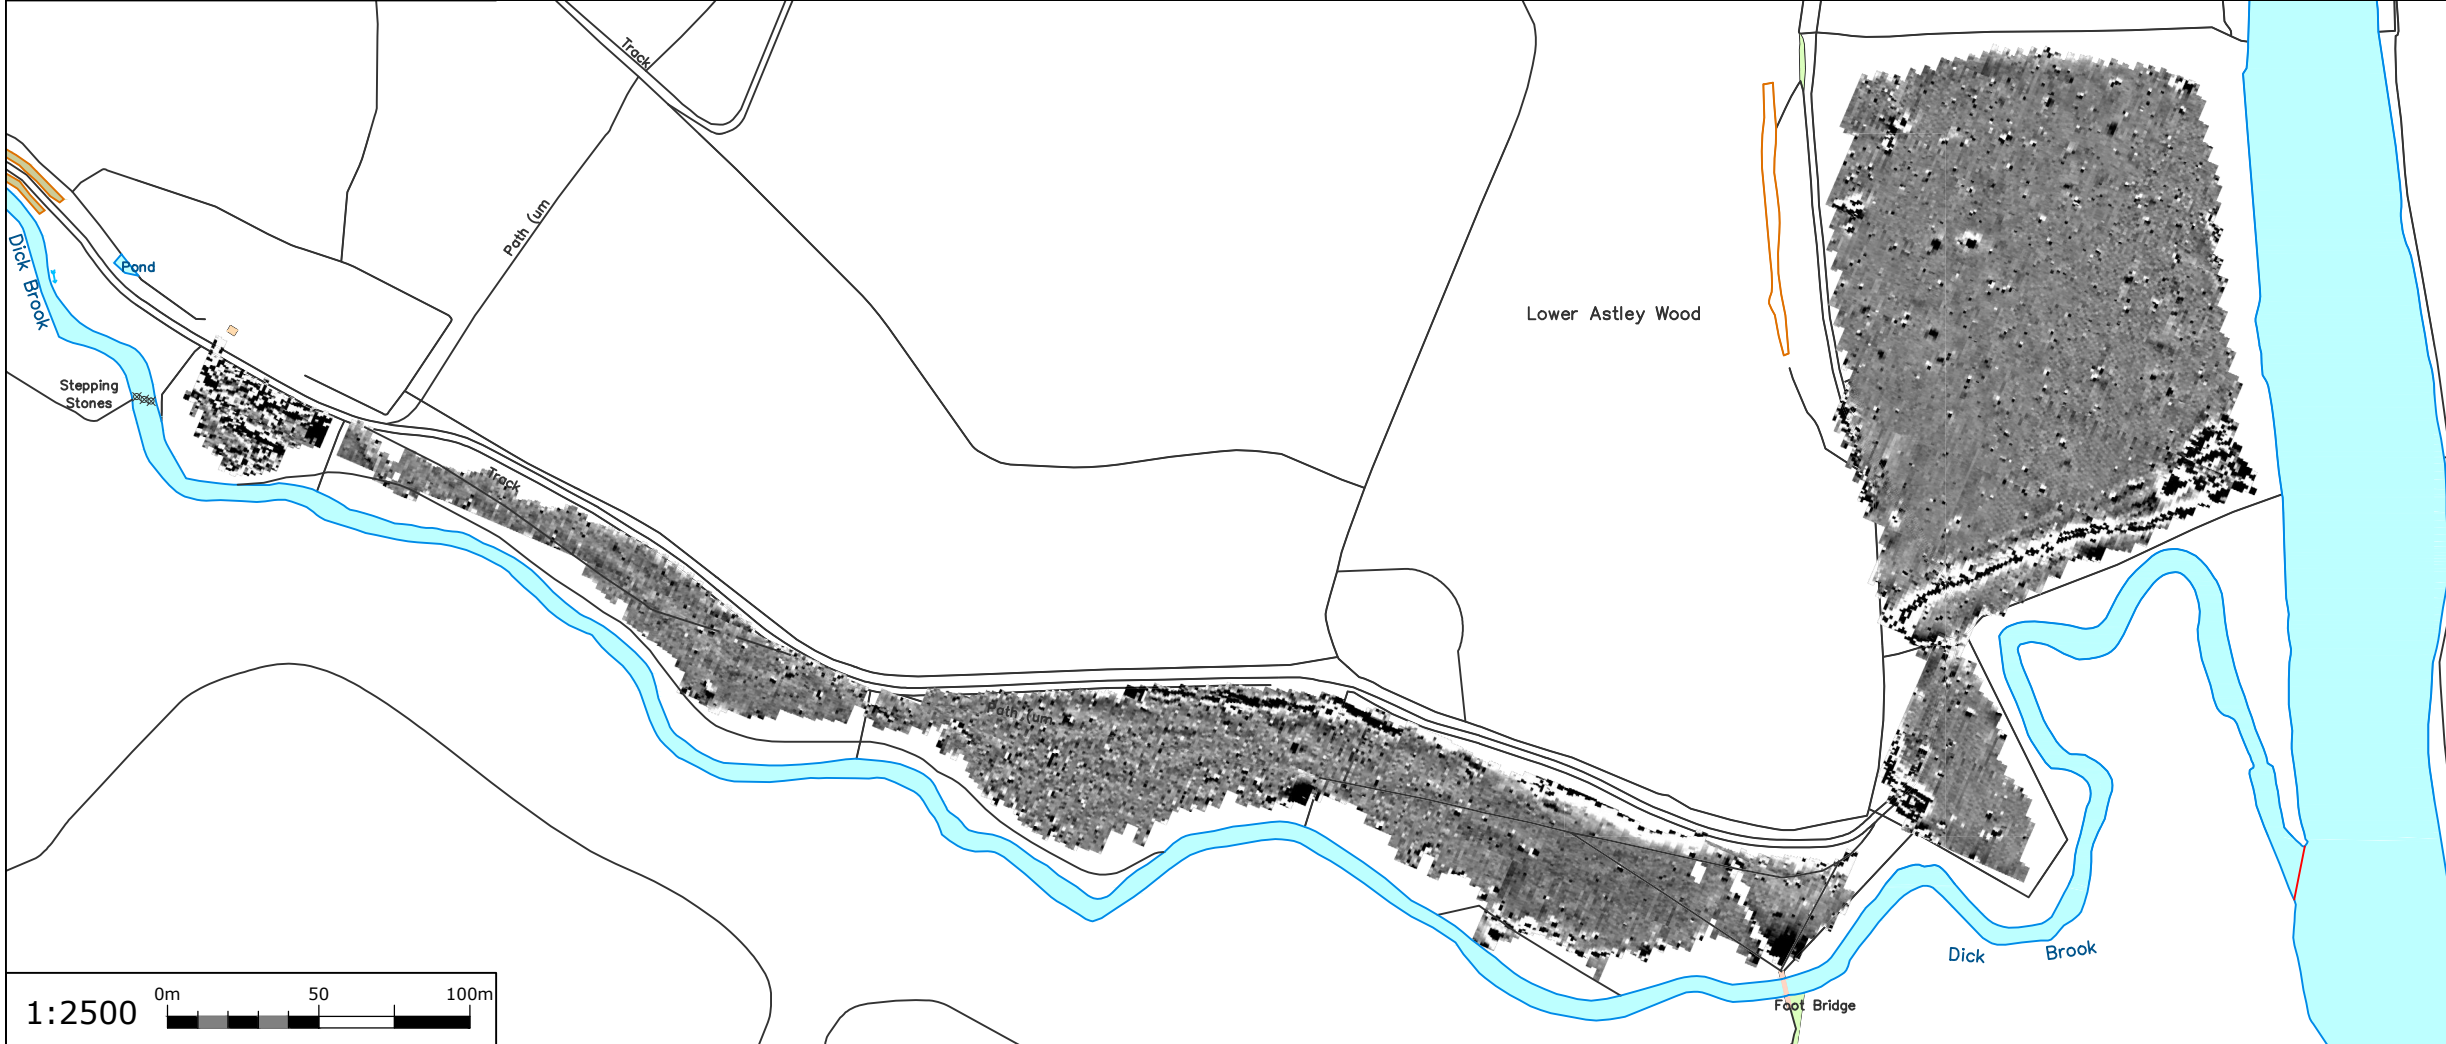 Track
Path (um
Dick Brook
Pond
Stepping
Stones
Lower Astley Wood
Track
Path (um
Dick Brook
Foot Bridge
1:2500
0m 50 100m